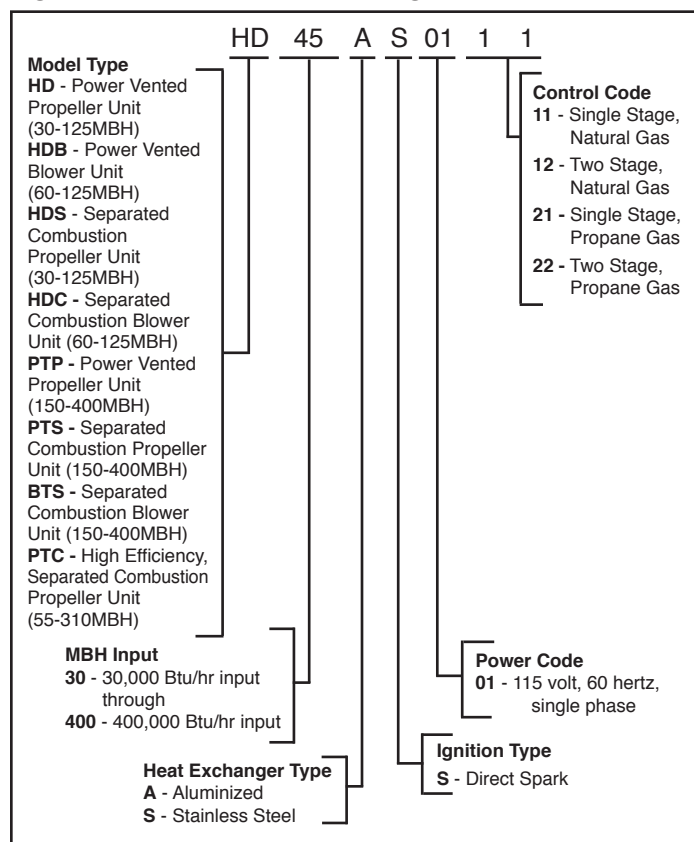 HD 45 A S 01 1 1
Model Type
HD - Power Vented
Propeller Unit
(30-125MBH)
HDB - Power Vented
Blower Unit
(60-125MBH)
HDS - Separated
Combustion
Propeller Unit
(30-125MBH)
HDC - Separated
Combustion Blower
Unit (60-125MBH)
PTP - Power Vented
Propeller Unit
(150-400MBH)
PTS - Separated
Combustion Propeller
Unit (150-400MBH)
BTS - Separated
Combustion Blower
Unit (150-400MBH)
PTC - High Efficiency,
Separated Combustion
Propeller Unit
(55-310MBH)
Control Code
11 - Single Stage,
Natural Gas
12 - Two Stage,
Natural Gas
21 - Single Stage,
Propane Gas
22 - Two Stage,
Propane Gas
MBH Input
30 - 30,000 Btu/hr input
through
400 - 400,000 Btu/hr input
Power Code
01 - 115 volt, 60 hertz,
single phase
Heat Exchanger Type
A - Aluminized
S - Stainless Steel
Ignition Type
S - Direct Spark